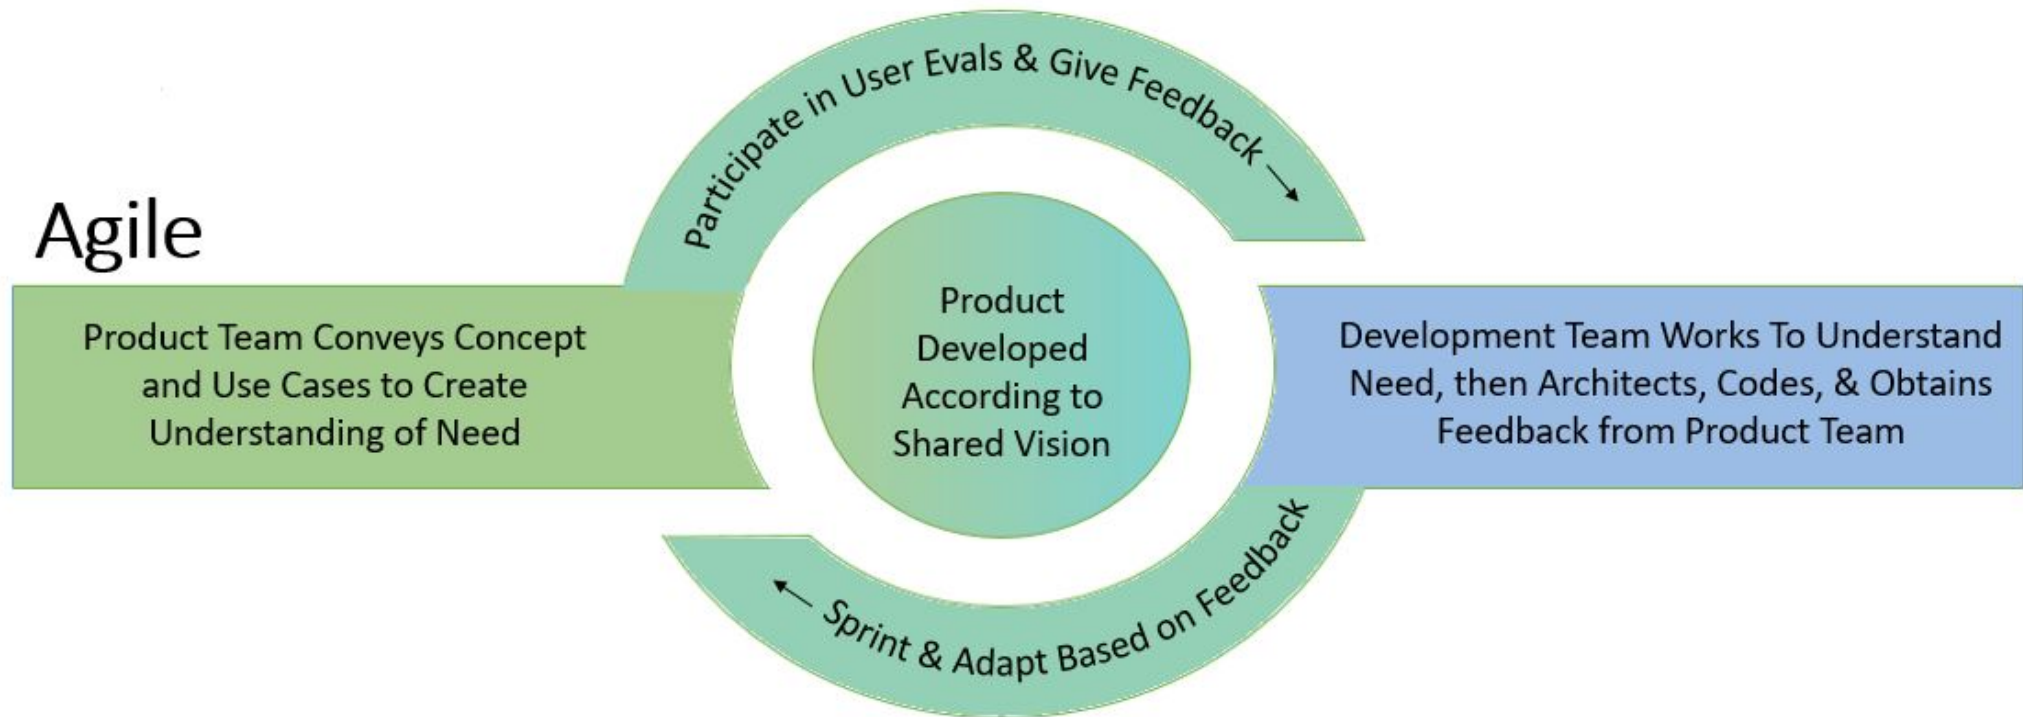 Participate in User Evals & Give Feedback →
Agile
Product Team Conveys Concept
and Use Cases to Create
Understanding of Need
Product
Developed
According to
Shared Vision
Development Team Works To Understand
Need, then Architects, Codes, & Obtains
Feedback from Product Team
← Sprint & Adapt Based on Feedback